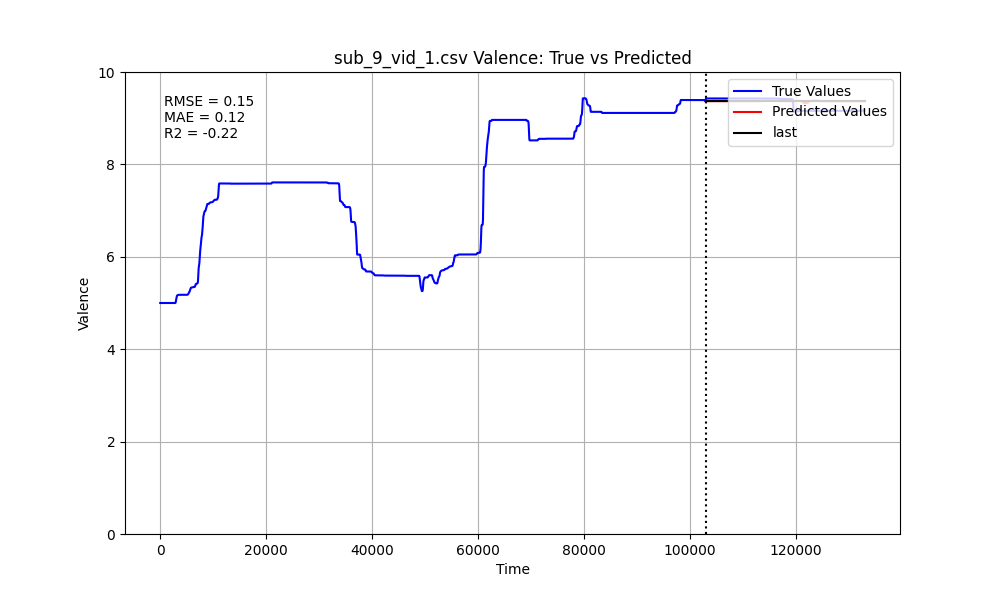 sub_9_vid_1.csv Valence: True vs Predicted
10
8
6
4
2
0
Valence
RMSE = 0.15
MAE = 0.12
R2 = -0.22
True Values
Predicted Values
last
0 20000 40000 60000 80000 100000 120000
Time